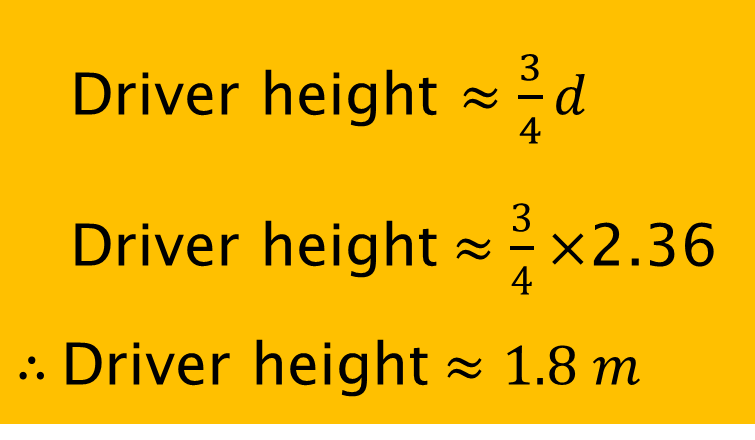 Driver height ≈ 3/4 d
Driver height ≈ 3/4 ×2.36
∴ Driver height ≈ 1.8 m